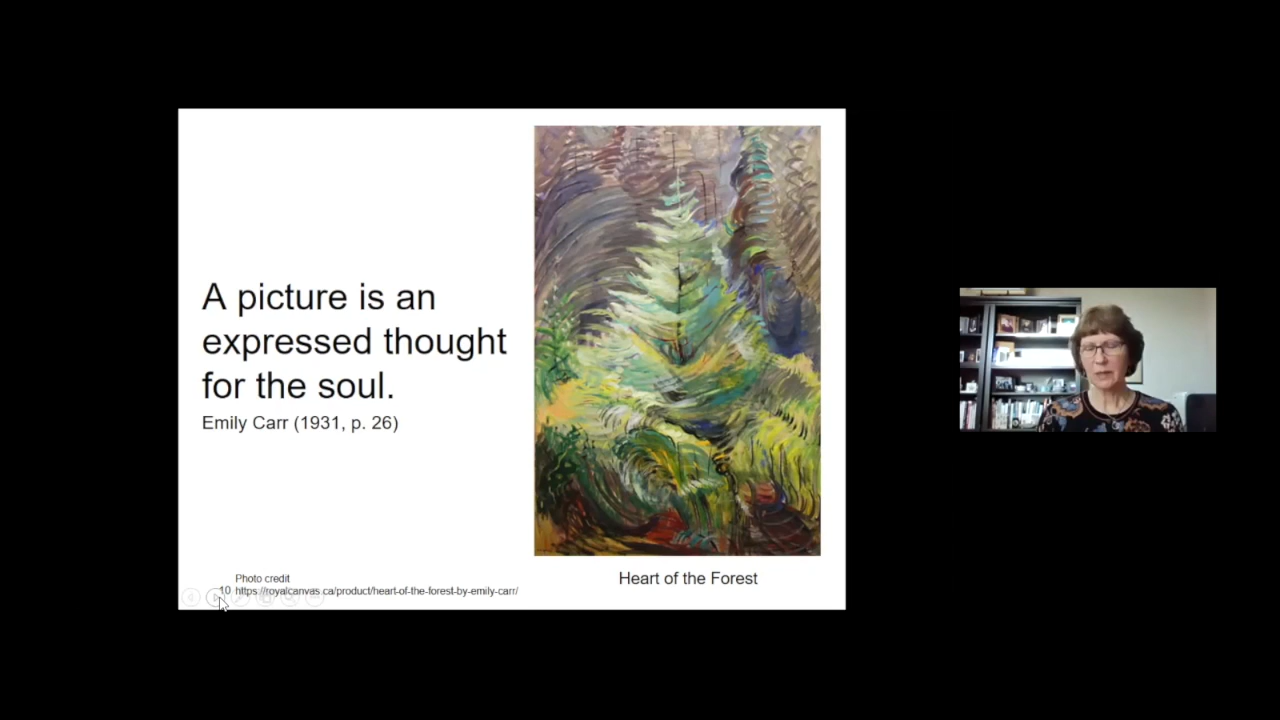 A picture is an
expressed thought
for the soul.
Emily Carr (1931, p. 26)
Heart of the Forest
Photo credit
10 https://royalcanvas.ca/product/heart-of-the-forest-by-emily-carr/